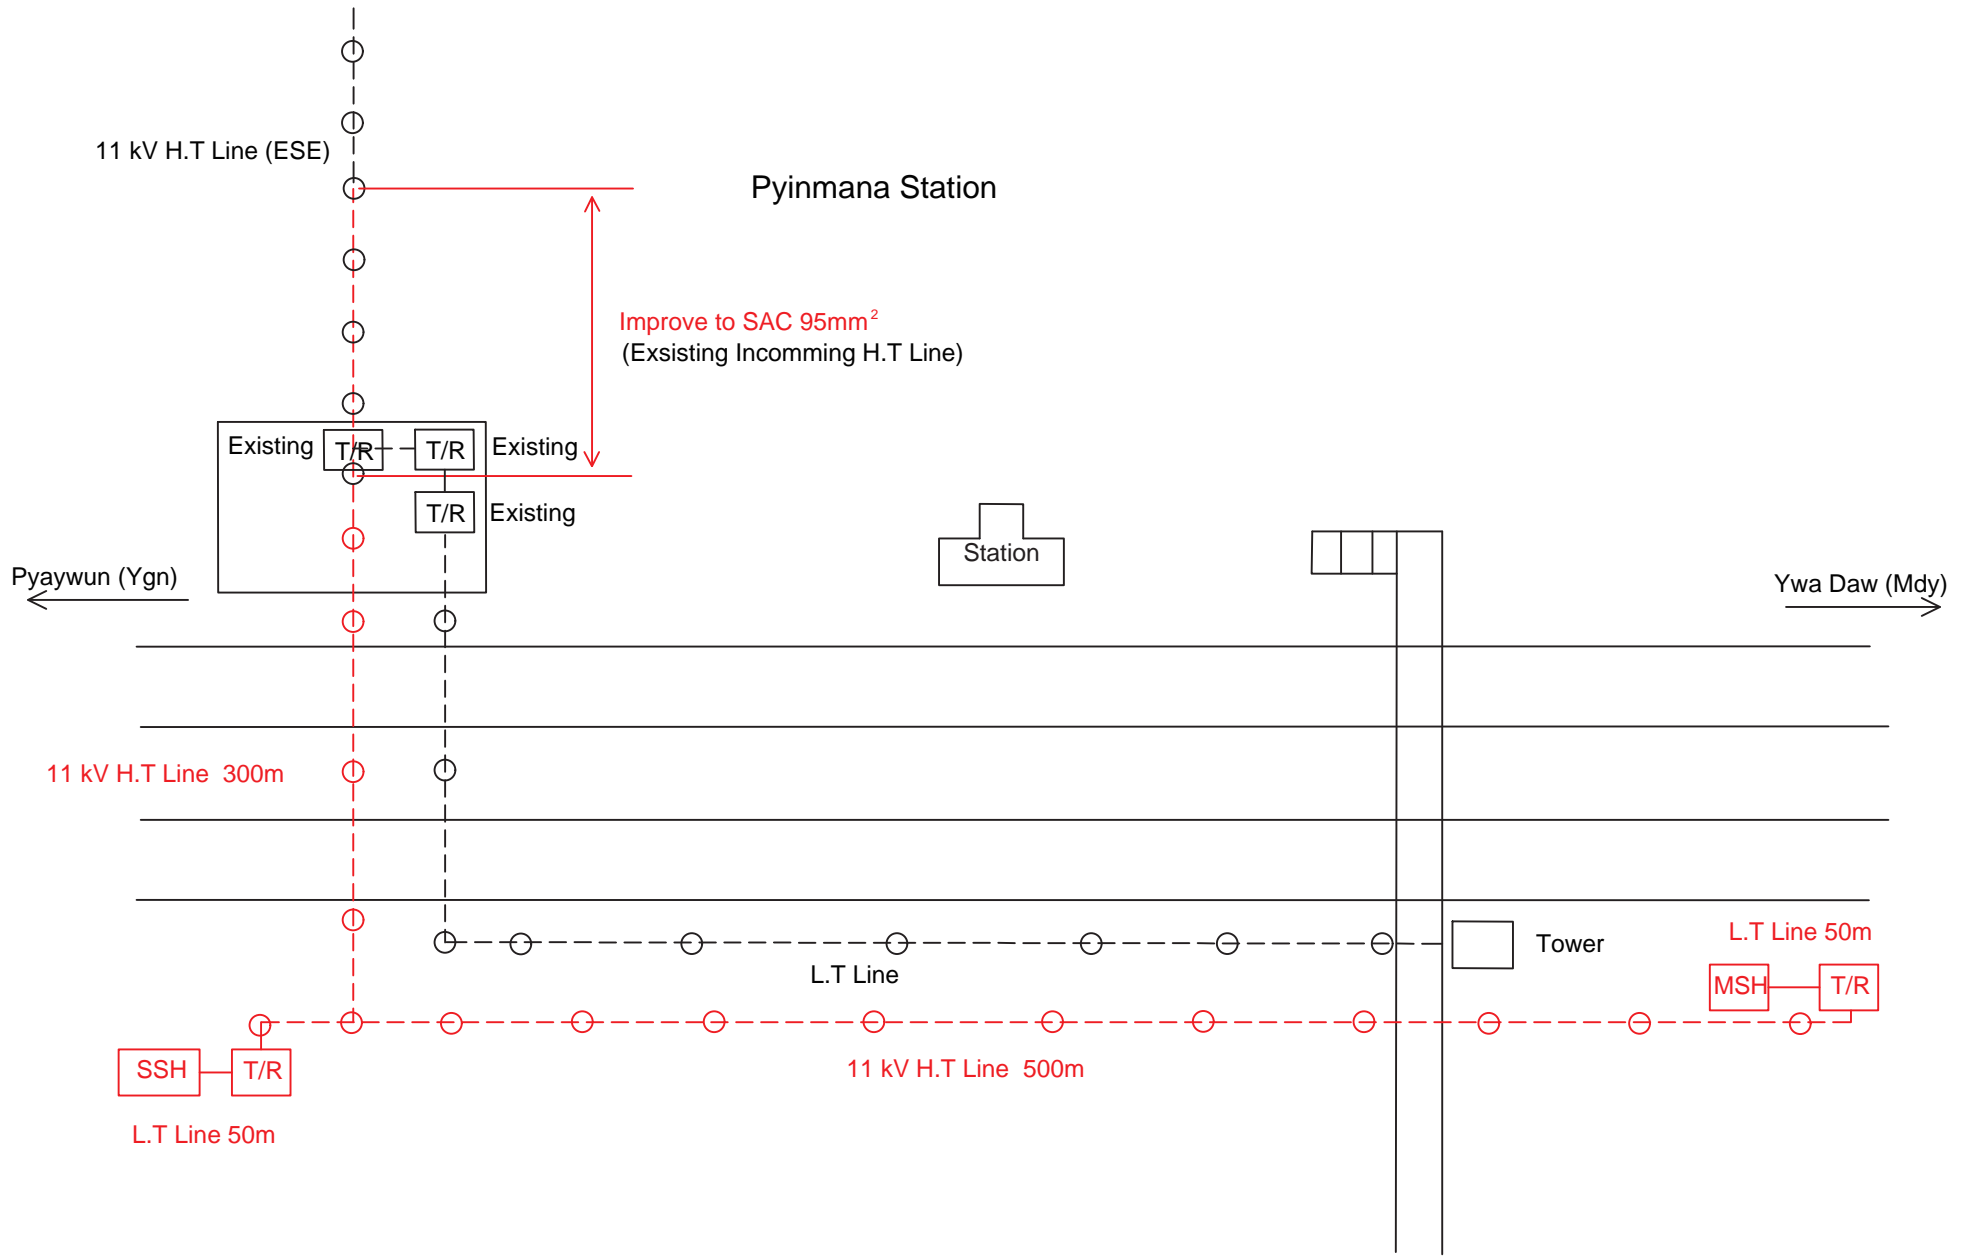 11 kV H.T Line (ESE)
Pyinmana Station
Improve to SAC 95mm²
(Exsisting Incomming H.T Line)
Existing
T/R
T/R
Existing
T/R
Existing
Station
Pyaywun (Ygn)
Ywa Daw (Mdy)
11 kV H.T Line 300m
L.T Line 50m
Tower
L.T Line
MSH
T/R
11 kV H.T Line 500m
SSH
T/R
L.T Line 50m